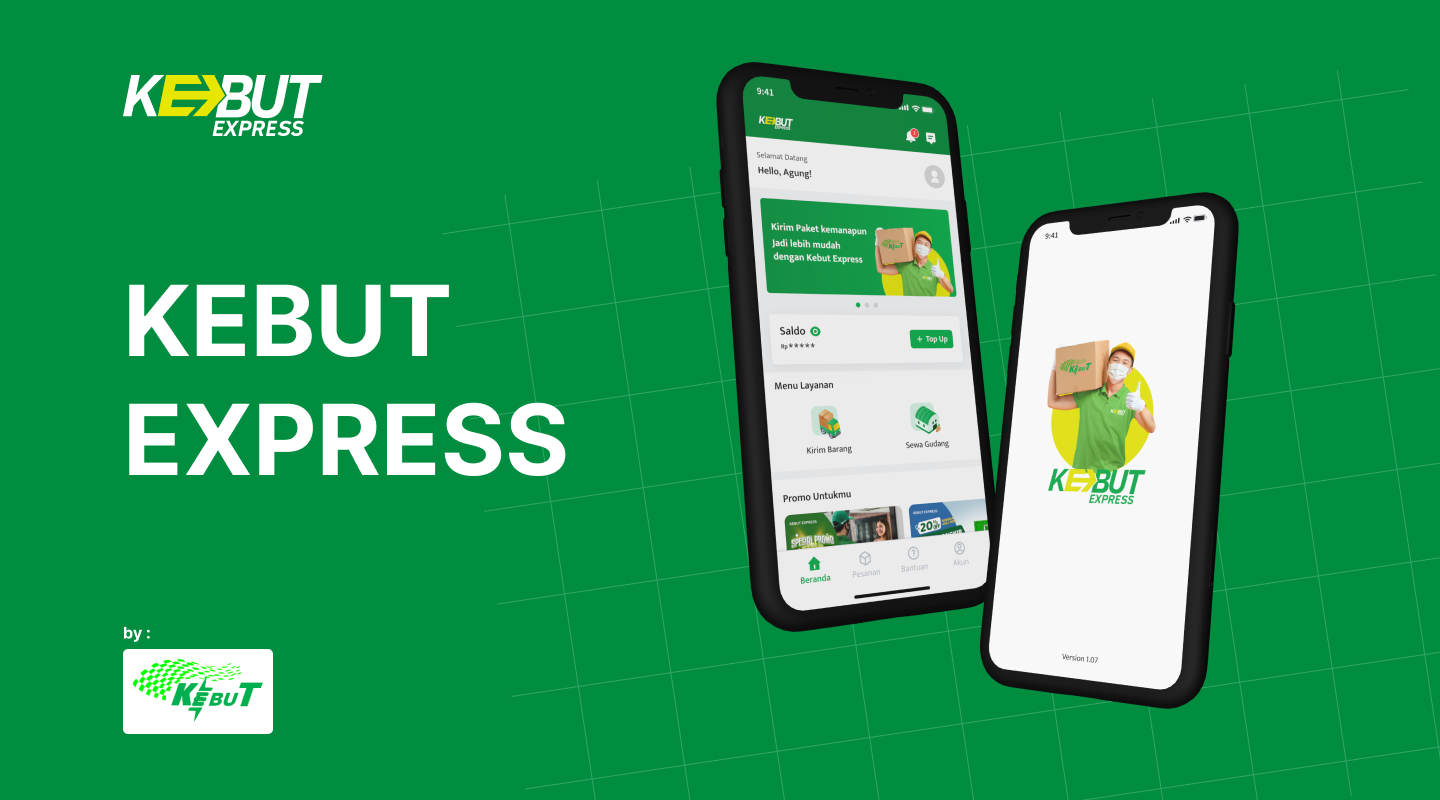 KEBUT
EXPRESS
KEBUT
EXPRESS
by :
KEBUT
9:41
KEBUT
EXPRESS
1
Selamat Datang
Hello, Agung!
Kirim Paket kemanapun
Jadi lebih mudah
dengan Kebut Express
KEBUT
Saldo
Rp*****
+ Top Up
Menu Layanan
Kirim Barang
Sewa Gudang
Promo Untukmu
KEBUT EXPRESS
SPESIAL PROMO
KEBUT EXPRESS
20%
OFF
Beranda
Pesanan
Bantuan
Akun
9:41
KEBUT
KEBUT
KEBUT
EXPRESS
Version 1.07